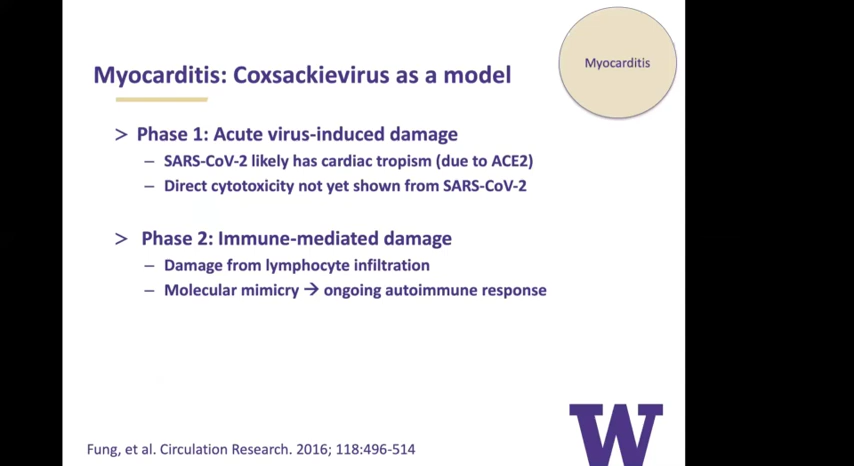 Myocarditis
Myocarditis: Coxsackievirus as a model
> Phase 1: Acute virus-induced damage
– SARS-CoV-2 likely has cardiac tropism (due to ACE2)
– Direct cytotoxicity not yet shown from SARS-CoV-2
> Phase 2: Immune-mediated damage
– Damage from lymphocyte infiltration
– Molecular mimicry → ongoing autoimmune response
Fung, et al. Circulation Research. 2016; 118:496-514
W